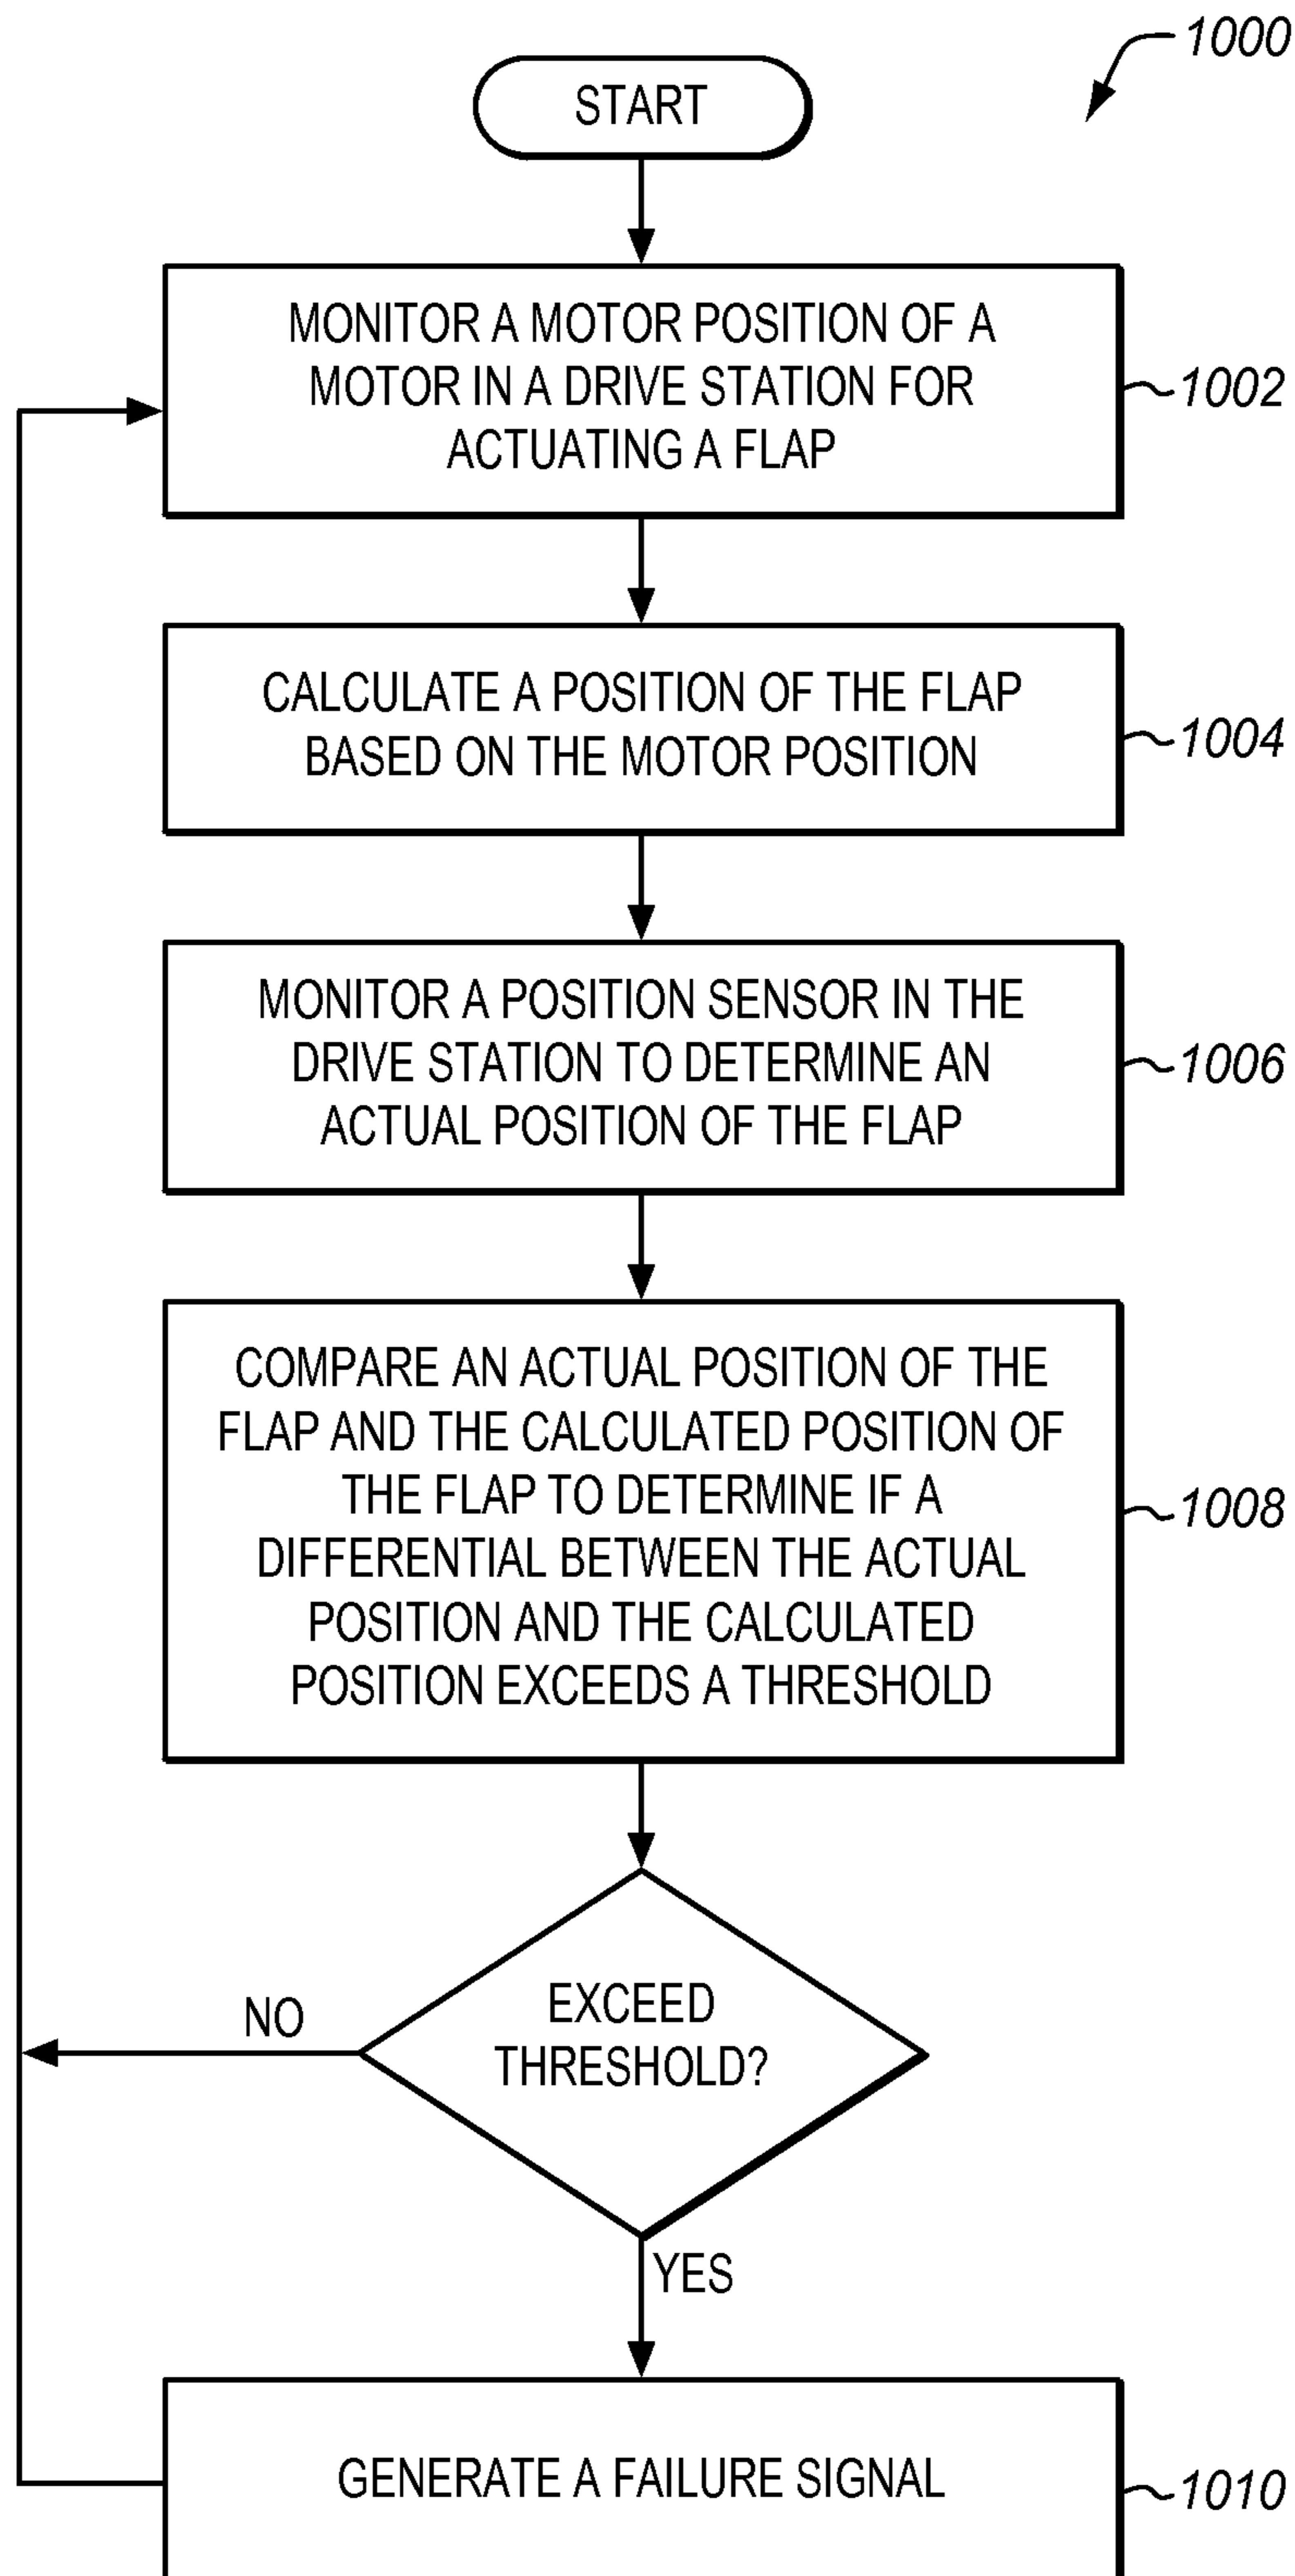 1000
START
MONITOR A MOTOR POSITION OF A
MOTOR IN A DRIVE STATION FOR
ACTUATING A FLAP
1002
CALCULATE A POSITION OF THE FLAP
BASED ON THE MOTOR POSITION
1004
MONITOR A POSITION SENSOR IN THE
DRIVE STATION TO DETERMINE AN
ACTUAL POSITION OF THE FLAP
1006
COMPARE AN ACTUAL POSITION OF THE
FLAP AND THE CALCULATED POSITION OF
THE FLAP TO DETERMINE IF A
DIFFERENTIAL BETWEEN THE ACTUAL
POSITION AND THE CALCULATED
POSITION EXCEEDS A THRESHOLD
1008
EXCEED
THRESHOLD?
NO
YES
GENERATE A FAILURE SIGNAL
1010